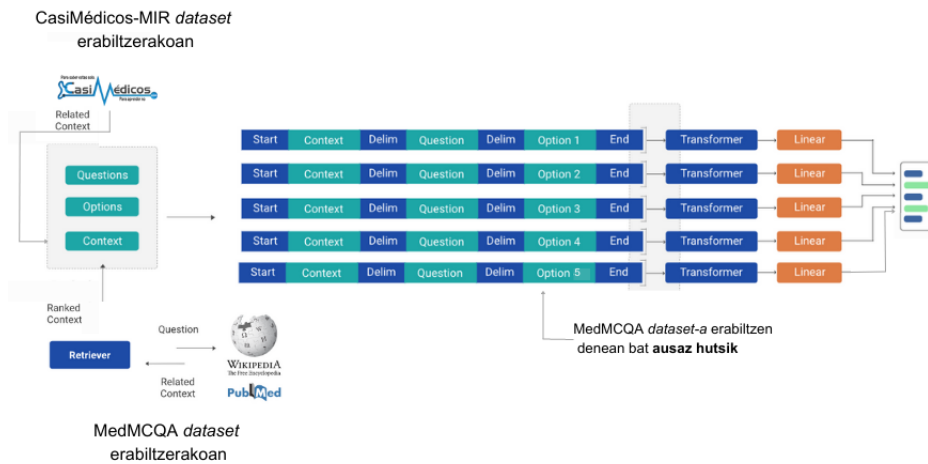 CasiMédicos-MIR dataset
erabiltzerakoan
CasiMédicos
Related
Context
Questions
Options
Context
Start Context Delim Question Delim Option 1 End Transformer Linear
Start Context Delim Question Delim Option 2 End Transformer Linear
Start Context Delim Question Delim Option 3 End Transformer Linear
Start Context Delim Question Delim Option 4 End Transformer Linear
Start Context Delim Question Delim Option 5 End Transformer Linear
Ranked
Context
Question
Retriever
WIKIPEDIA
The Free Encyclopedia
Related
Context
PubMed
MedMCQA dataset-a erabiltzen
denean bat ausaz hutsik
MedMCQA dataset
erabiltzerakoan